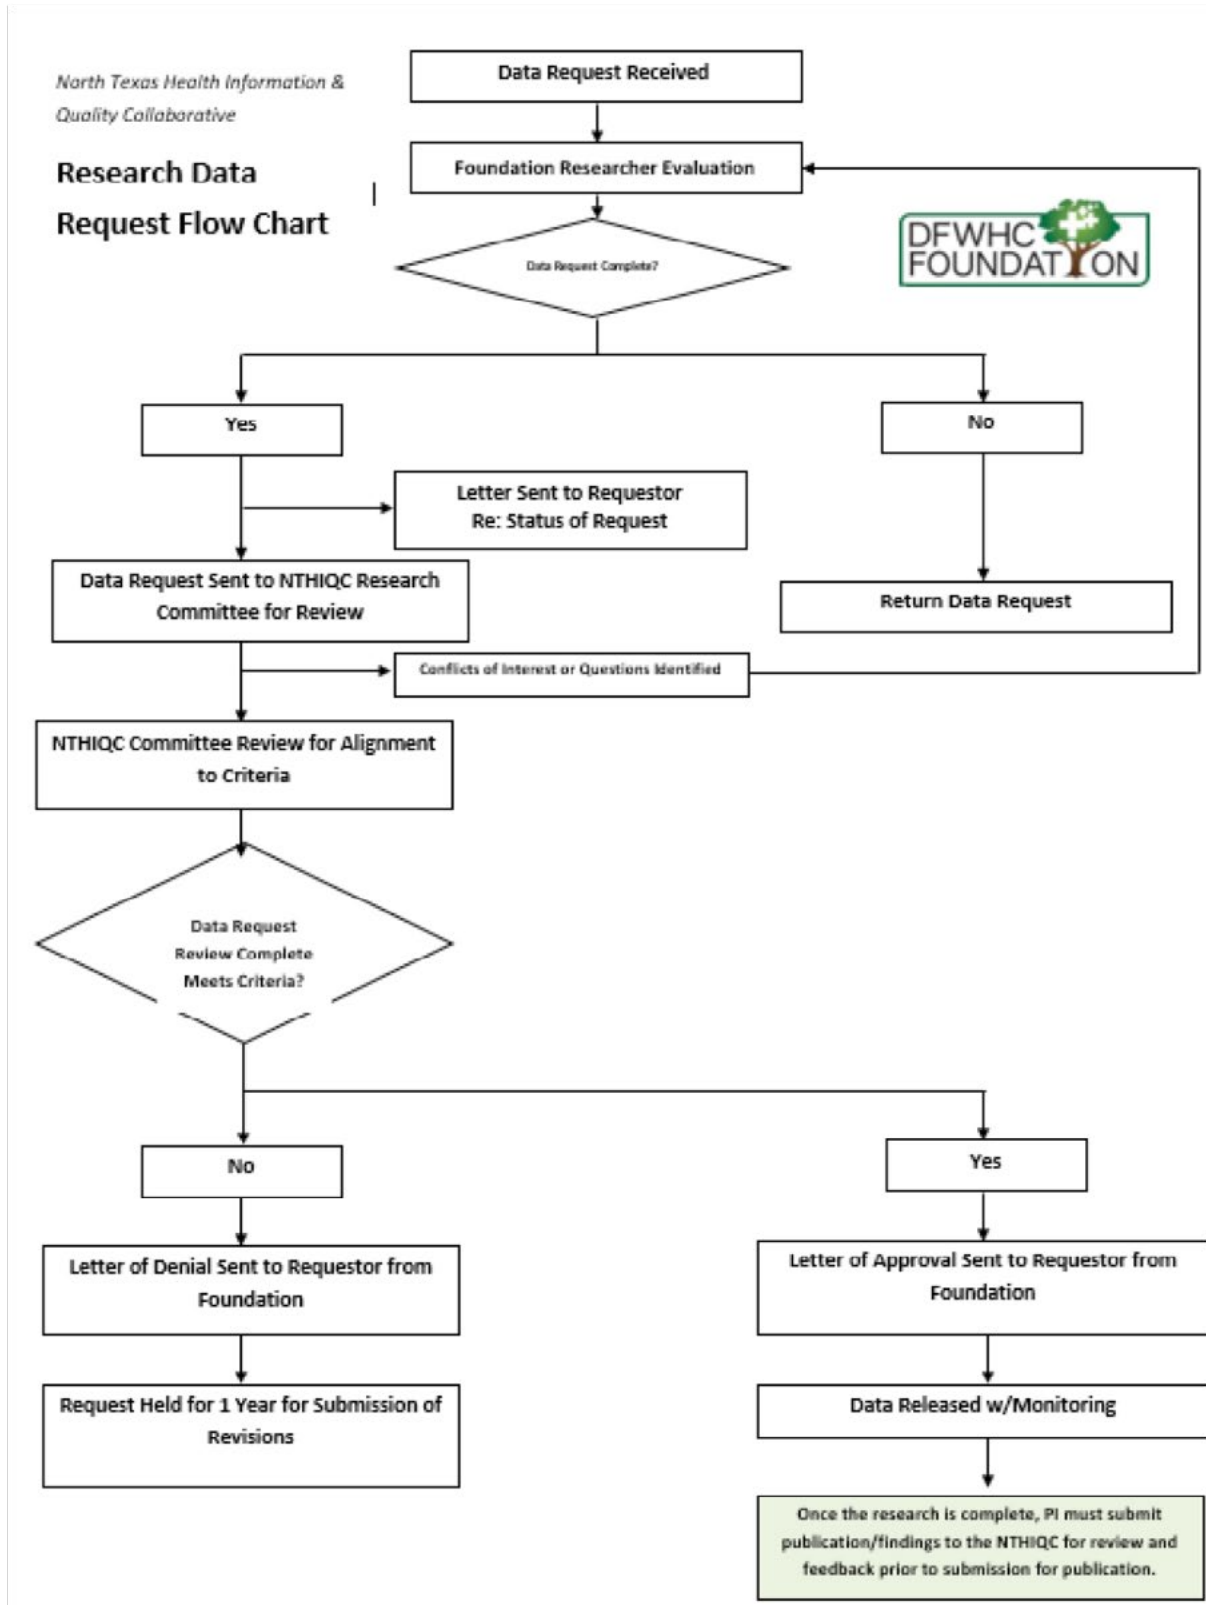 North Texas Health Information &
Quality Collaborative
Research Data
Request Flow Chart
Data Request Received
Foundation Researcher Evaluation
DFWHC
FOUNDATION
Data Request Complete?
Yes
No
Letter Sent to Requestor
Re: Status of Request
Data Request Sent to NTHIQC Research
Committee for Review
Return Data Request
Conflicts of Interest or Questions Identified
NTHIQC Committee Review for Alignment
to Criteria
Data Request
Review Complete
Meets Criteria?
No
Yes
Letter of Denial Sent to Requestor from
Foundation
Letter of Approval Sent to Requestor from
Foundation
Request Held for 1 Year for Submission of
Revisions
Data Released w/Monitoring
Once the research is complete, PI must submit
publication/findings to the NTHIQC for review and
feedback prior to submission for publication.